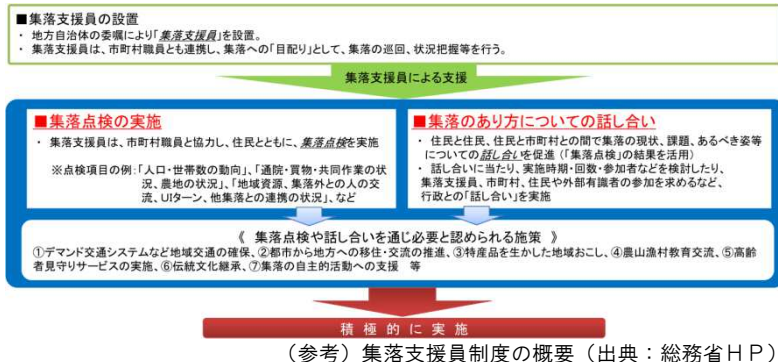 ■集落支援員の設置
・ 地方自治体の委嘱により「集落支援員」を設置。
・ 集落支援員は、市町村職員とも連携し、集落への「目配り」として、集落の巡回、状況把握等を行う。
集落支援員による支援
■集落点検の実施
・ 集落支援員は、市町村職員と協力し、住民とともに、集落点検を実施
※点検項目の例：「人口・世帯数の動向」、「通院・買物・共同作業の状
況、農地の状況」、「地域資源、集落外との人の交
流、UIターン、他集落との連携の状況」、など
■集落のあり方についての話し合い
・ 住民と住民、住民と市町村との間で集落の現状、課題、あるべき姿等
についての話し合いを促進（「集落点検」の結果を活用）
・ 話し合いに当たり、実施時期・回数・参加者などを検討したり、
集落支援員、市町村、住民や外部有識者の参加を求めるなど、
行政との「話し合い」を実施
《 集落点検や話し合いを通じ必要と認められる施策 》
①デマンド交通システムなど地域交通の確保、②都市から地方への移住・交流の推進、③特産品を生かした地域おこし、④農山漁村教育交流、⑤高齢
者見守りサービスの実施、⑥伝統文化継承、⑦集落の自主的活動への支援 等
積極的に実施
（参考）集落支援員制度の概要（出典：総務省ＨＰ）